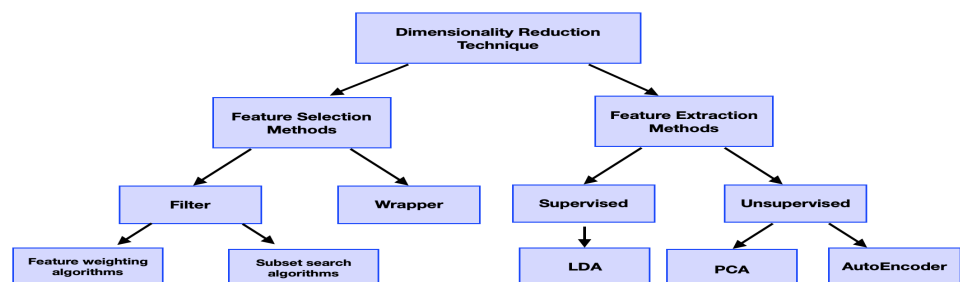 Dimensionality Reduction
Technique
Feature Selection
Methods
Feature Extraction
Methods
Filter
Wrapper
Supervised
Unsupervised
Feature weighting
algorithms
Subset search
algorithms
LDA
PCA
AutoEncoder